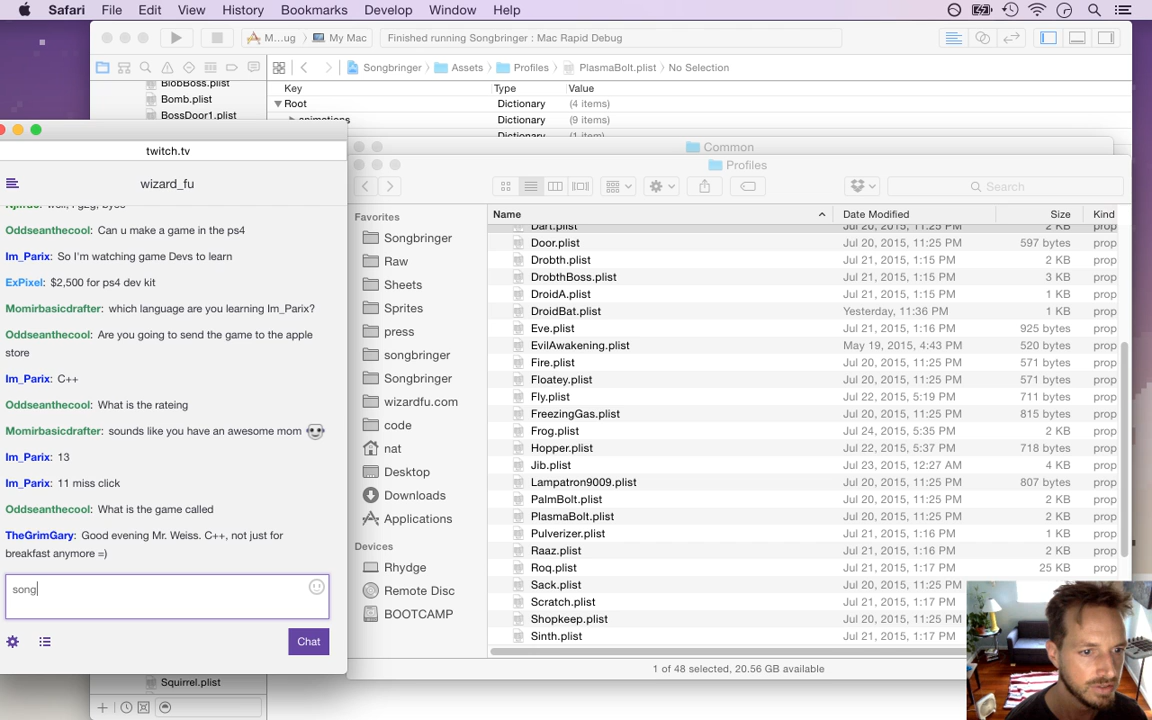 Safari File Edit View History Bookmarks Develop Window Help
M...ug My Mac Finished running Songbringer : Mac Rapid Debug
Songbringer Assets Profiles PlasmaBolt.plist No Selection
BlobBoss.plist
Bomb.plist
BossDoor1.plist
Key Type Value
Root Dictionary (4 items)
animations Dictionary (9 items)
Dictionary (1 item)
twitch.tv
wizard_fu
Oddseanthecool: Can u make a game in the ps4
Im_Parix: So I'm watching game Devs to learn
ExPixel: $2,500 for ps4 dev kit
Momirbasicdrafter: which language are you learning Im_Parix?
Oddseanthecool: Are you going to send the game to the apple
store
Im_Parix: C++
Oddseanthecool: What is the rateing
Momirbasicdrafter: sounds like you have an awesome mom
Im_Parix: 13
Im_Parix: 11 miss click
Oddseanthecool: What is the game called
TheGrimGary: Good evening Mr. Weiss. C++, not just for
breakfast anymore =)
song
Chat
Squirrel.plist
Common
Profiles
Search
Favorites
Songbringer
Raw
Sheets
Sprites
press
songbringer
Songbringer
wizardfu.com
code
nat
Desktop
Downloads
Applications
Devices
Rhydge
Remote Disc
BOOTCAMP
Name Date Modified Size Kind
Dart.plist Jul 20, 2015, 11:25 PM 2 KB prop
Door.plist Jul 20, 2015, 11:25 PM 597 bytes prop
Drobth.plist Jul 21, 2015, 1:15 PM 2 KB prop
DrobthBoss.plist Jul 21, 2015, 1:15 PM 3 KB prop
DroidA.plist Jul 21, 2015, 1:15 PM 1 KB prop
DroidBat.plist Yesterday, 11:36 PM 1 KB prop
Eve.plist Jul 21, 2015, 1:16 PM 925 bytes prop
EvilAwakening.plist May 19, 2015, 4:43 PM 520 bytes prop
Fire.plist Jul 20, 2015, 11:25 PM 571 bytes prop
Floatey.plist Jul 20, 2015, 11:25 PM 571 bytes prop
Fly.plist Jul 22, 2015, 5:19 PM 711 bytes prop
FreezingGas.plist Jul 20, 2015, 11:25 PM 815 bytes prop
Frog.plist Jul 24, 2015, 5:35 PM 2 KB prop
Hopper.plist Jul 22, 2015, 5:37 PM 718 bytes prop
Jib.plist Jul 23, 2015, 12:27 AM 4 KB prop
Lampatron9009.plist Jul 20, 2015, 11:25 PM 807 bytes prop
PalmBolt.plist Jul 20, 2015, 11:25 PM 2 KB prop
PlasmaBolt.plist Jul 20, 2015, 11:25 PM 2 KB prop
Pulverizer.plist Jul 21, 2015, 1:16 PM 1 KB prop
Raaz.plist Jul 21, 2015, 1:16 PM 2 KB prop
Roq.plist Jul 21, 2015, 1:16 PM 25 KB prop
Sack.plist Jul 20, 2015, 11:25 PM
Scratch.plist Jul 21, 2015, 1:17 PM
Shopkeep.plist Jul 20, 2015, 11:25 PM
Sinth.plist Jul 21, 2015, 1:17 PM
1 of 48 selected, 20.56 GB available